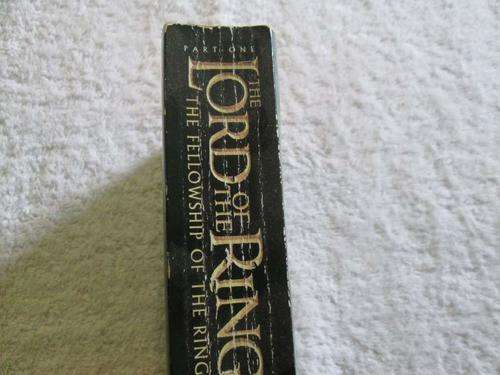 PART ONE
THE
LORD OF
THE RING
THE FELLOWSHIP OF THE RING